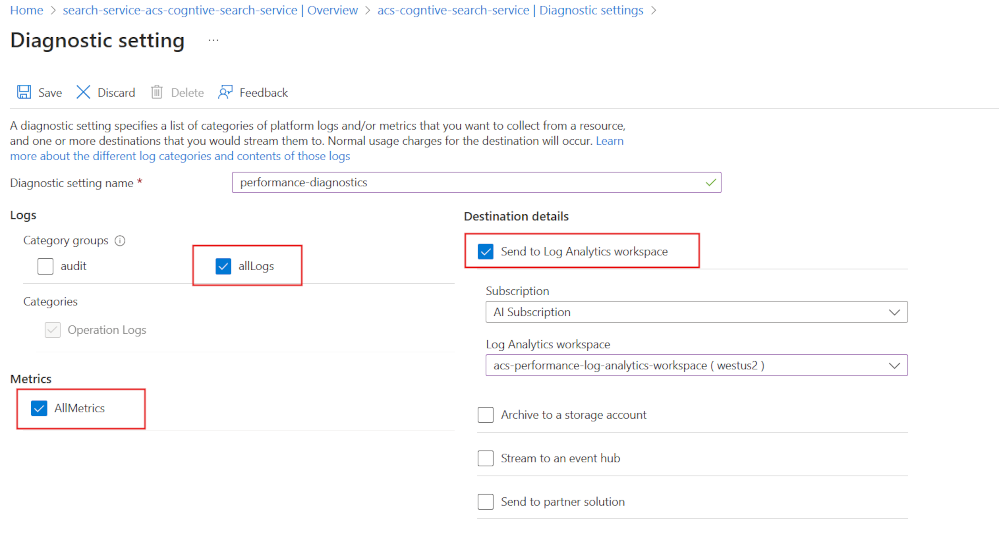 Home > search-service-acs-cogntive-search-service | Overview > acs-cogntive-search-service | Diagnostic settings >
Diagnostic setting ...
Save Discard Delete Feedback
A diagnostic setting specifies a list of categories of platform logs and/or metrics that you want to collect from a resource,
and one or more destinations that you would stream them to. Normal usage charges for the destination will occur. Learn
more about the different log categories and contents of those logs
Diagnostic setting name * performance-diagnostics
Logs
Category groups
audit allLogs
Categories
Operation Logs
Metrics
AllMetrics
Destination details
Send to Log Analytics workspace
Subscription
AI Subscription
Log Analytics workspace
acs-performance-log-analytics-workspace ( westus2 )
Archive to a storage account
Stream to an event hub
Send to partner solution